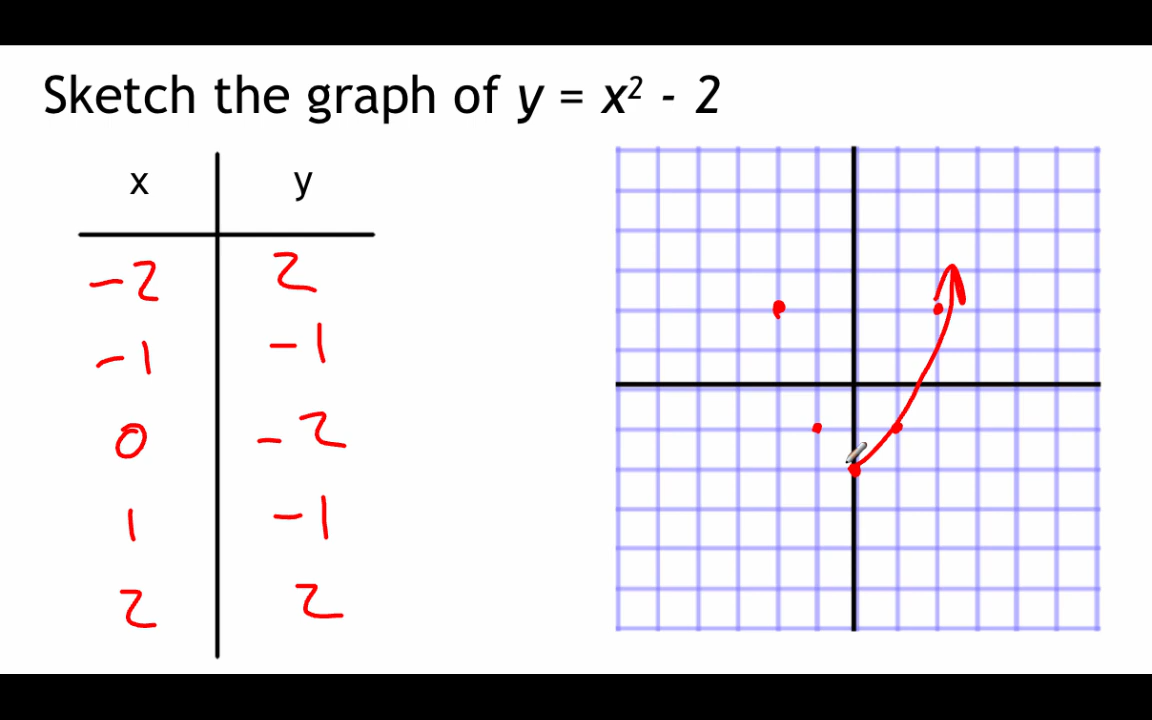 Sketch the graph of y = x² - 2
x y
-2 2
-1 -1
0 -2
1 -1
2 2